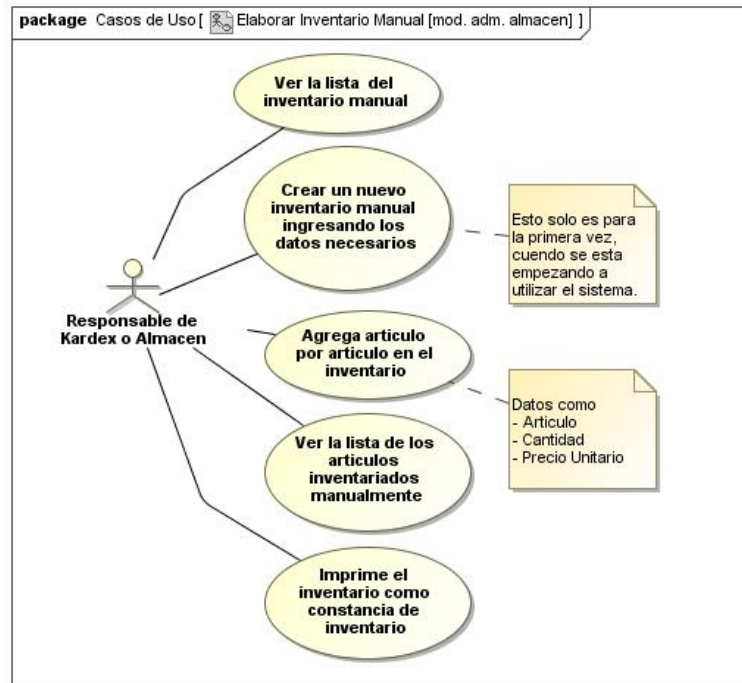 package Casos de Uso [ Elaborar Inventario Manual [mod. adm. almacen] ]
Ver la lista del
inventario manual
Crear un nuevo
inventario manual
ingresando los
datos necesarios
Esto solo es para
la primera vez,
cuendo se esta
empezando a
utilizar el sistema.
Responsable de
Kardex o Almacen
Agrega articulo
por articulo en el
inventario
Datos como
- Articulo
- Cantidad
- Precio Unitario
Ver la lista de los
articulos
inventariados
manualmente
Imprime el
inventario como
constancia de
inventario